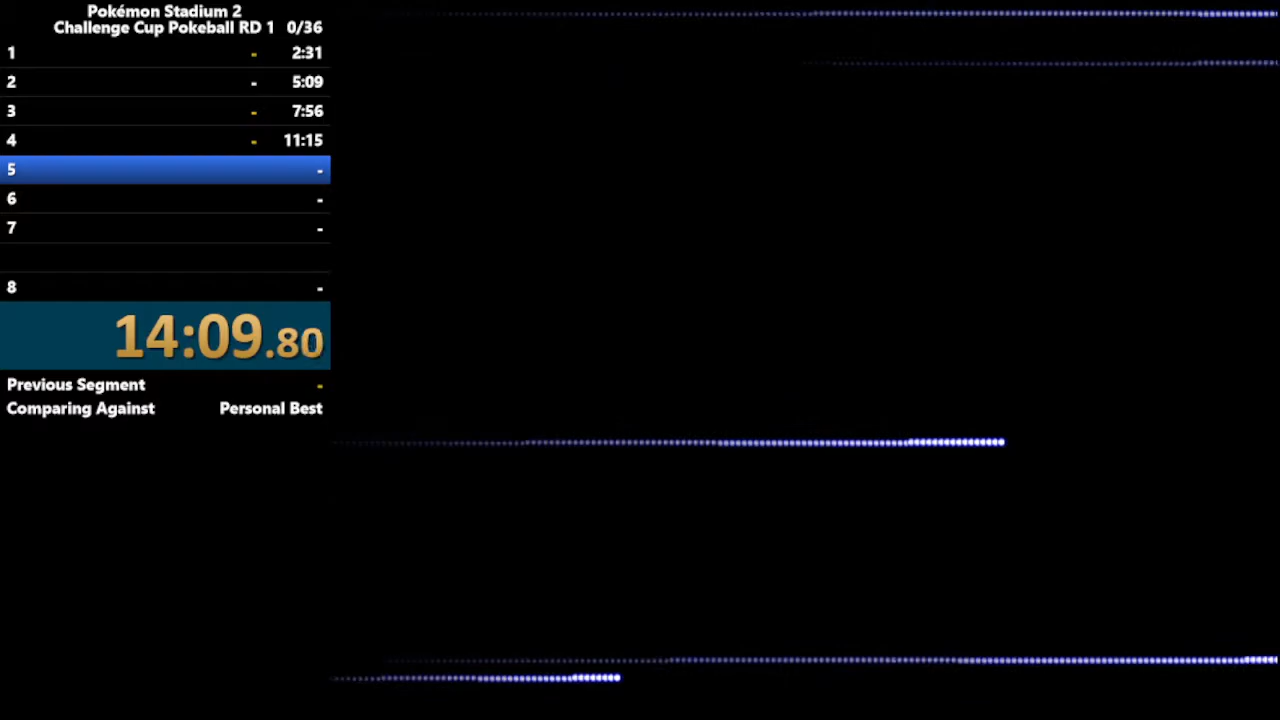 Pokémon Stadium 2
Challenge Cup Pokeball RD 1 0/36
1 - 2:31
2 - 5:09
3 - 7:56
4 - 11:15
5 -
6 -
7 -
8 -
14:09.80
Previous Segment -
Comparing Against Personal Best